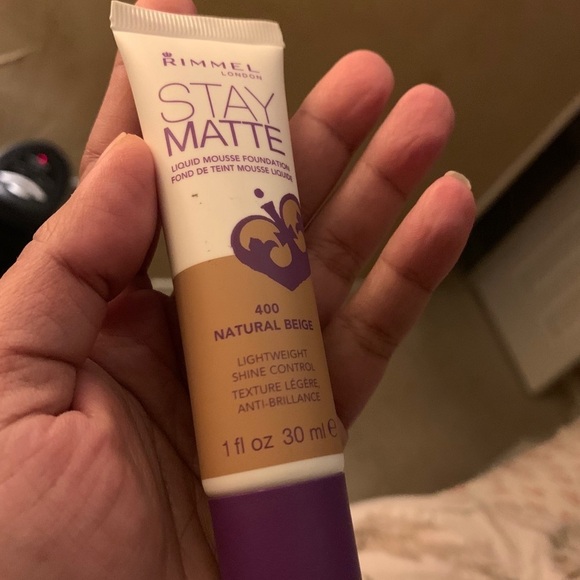 RIMMEL
LONDON
STAY
MATTE
LIQUID MOUSSE FOUNDATION
FOND DE TEINT MOUSSE LIQUIDE
400
NATURAL BEIGE
LIGHTWEIGHT
SHINE CONTROL
TEXTURE LÉGÈRE,
ANTI-BRILLANCE
1 fl oz 30 ml e